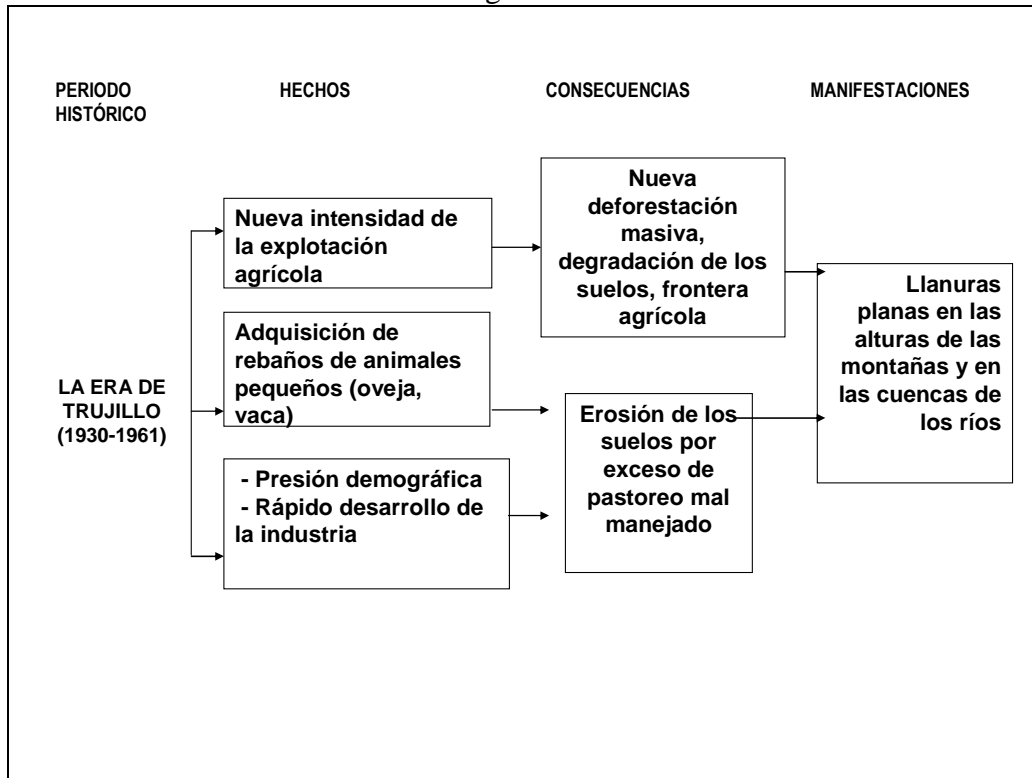 PERIODO
HISTÓRICO
HECHOS
CONSECUENCIAS
MANIFESTACIONES
LA ERA DE
TRUJILLO
(1930-1961)
Nueva intensidad de
la explotación
agrícola
Adquisición de
rebaños de animales
pequeños (oveja,
vaca)
- Presión demográfica
- Rápido desarrollo de
la industria
Nueva
deforestación
masiva,
degradación de los
suelos, frontera
agrícola
Erosión de los
suelos por
exceso de
pastoreo mal
manejado
Llanuras
planas en las
alturas de las
montañas y en
las cuencas de
los ríos